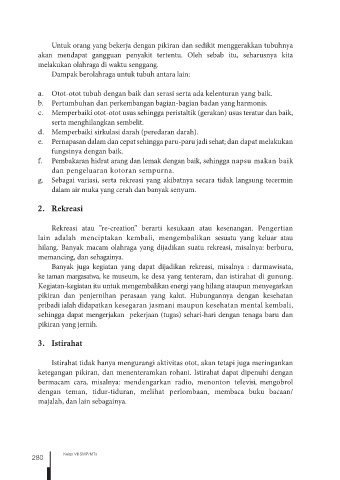 Untuk orang yang bekerja dengan pikiran dan sedikit menggerakkan tubuhnya
akan mendapat gangguan penyakit tertentu. Oleh sebab itu, seharusnya kita
melakukan olahraga di waktu senggang.
Dampak berolahraga untuk tubuh antara lain:
a. Otot-otot tubuh dengan baik dan serasi serta ada kelenturan yang baik.
b. Pertumbuhan dan perkembangan bagian-bagian badan yang harmonis.
c. Memperbaiki otot-otot usus sehingga peristaltik (gerakan) usus teratur dan baik,
serta menghilangkan sembelit.
d. Memperbaiki sirkulasi darah (peredaran darah).
e. Pernapasan dalam dan cepat sehingga paru-paru jadi sehat; dan dapat melakukan
fungsinya dengan baik.
f. Pembakaran hidrat arang dan lemak dengan baik, sehingga napsu makan baik
dan pengeluaran kotoran sempurna.
g. Sebagai variasi, serta rekreasi yang akibatnya secara tidak langsung tecermin
dalam air muka yang cerah dan banyak senyum.
2. Rekreasi
Rekreasi atau "re-creation" berarti kesukaan atau kesenangan. Pengertian
lain adalah menciptakan kembali, mengembalikan sesuatu yang keluar atau
hilang. Banyak macam olahraga yang dijadikan suatu rekreasi, misalnya: berburu,
memancing, dan sebagainya.
Banyak juga kegiatan yang dapat dijadikan rekreasi, misalnya : darmawisata,
ke taman margasatwa, ke museum, ke desa yang tenteram, dan istirahat di gunung.
Kegiatan-kegiatan itu untuk mengembalikan energi yang hilang ataupun menyegarkan
pikiran dan penjernihan perasaan yang kalut. Hubungannya dengan kesehatan
pribadi ialah didapatkan kesegaran jasmani maupun kesehatan mental kembali,
sehingga dapat mengerjakan pekerjaan (tugas) sehari-hari dengan tenaga baru dan
pikiran yang jernih.
3. Istirahat
Istirahat tidak hanya mengurangi aktivitas otot, akan tetapi juga meringankan
ketegangan pikiran, dan menenteramkan rohani. Istirahat dapat dipenuhi dengan
bermacam cara, misalnya: mendengarkan radio, menonton televisi, mengobrol
dengan teman, tidur-tiduran, melihat perlombaan, membaca buku bacaan/
majalah, dan lain sebagainya.
280 Kelas VII SMP/MTs